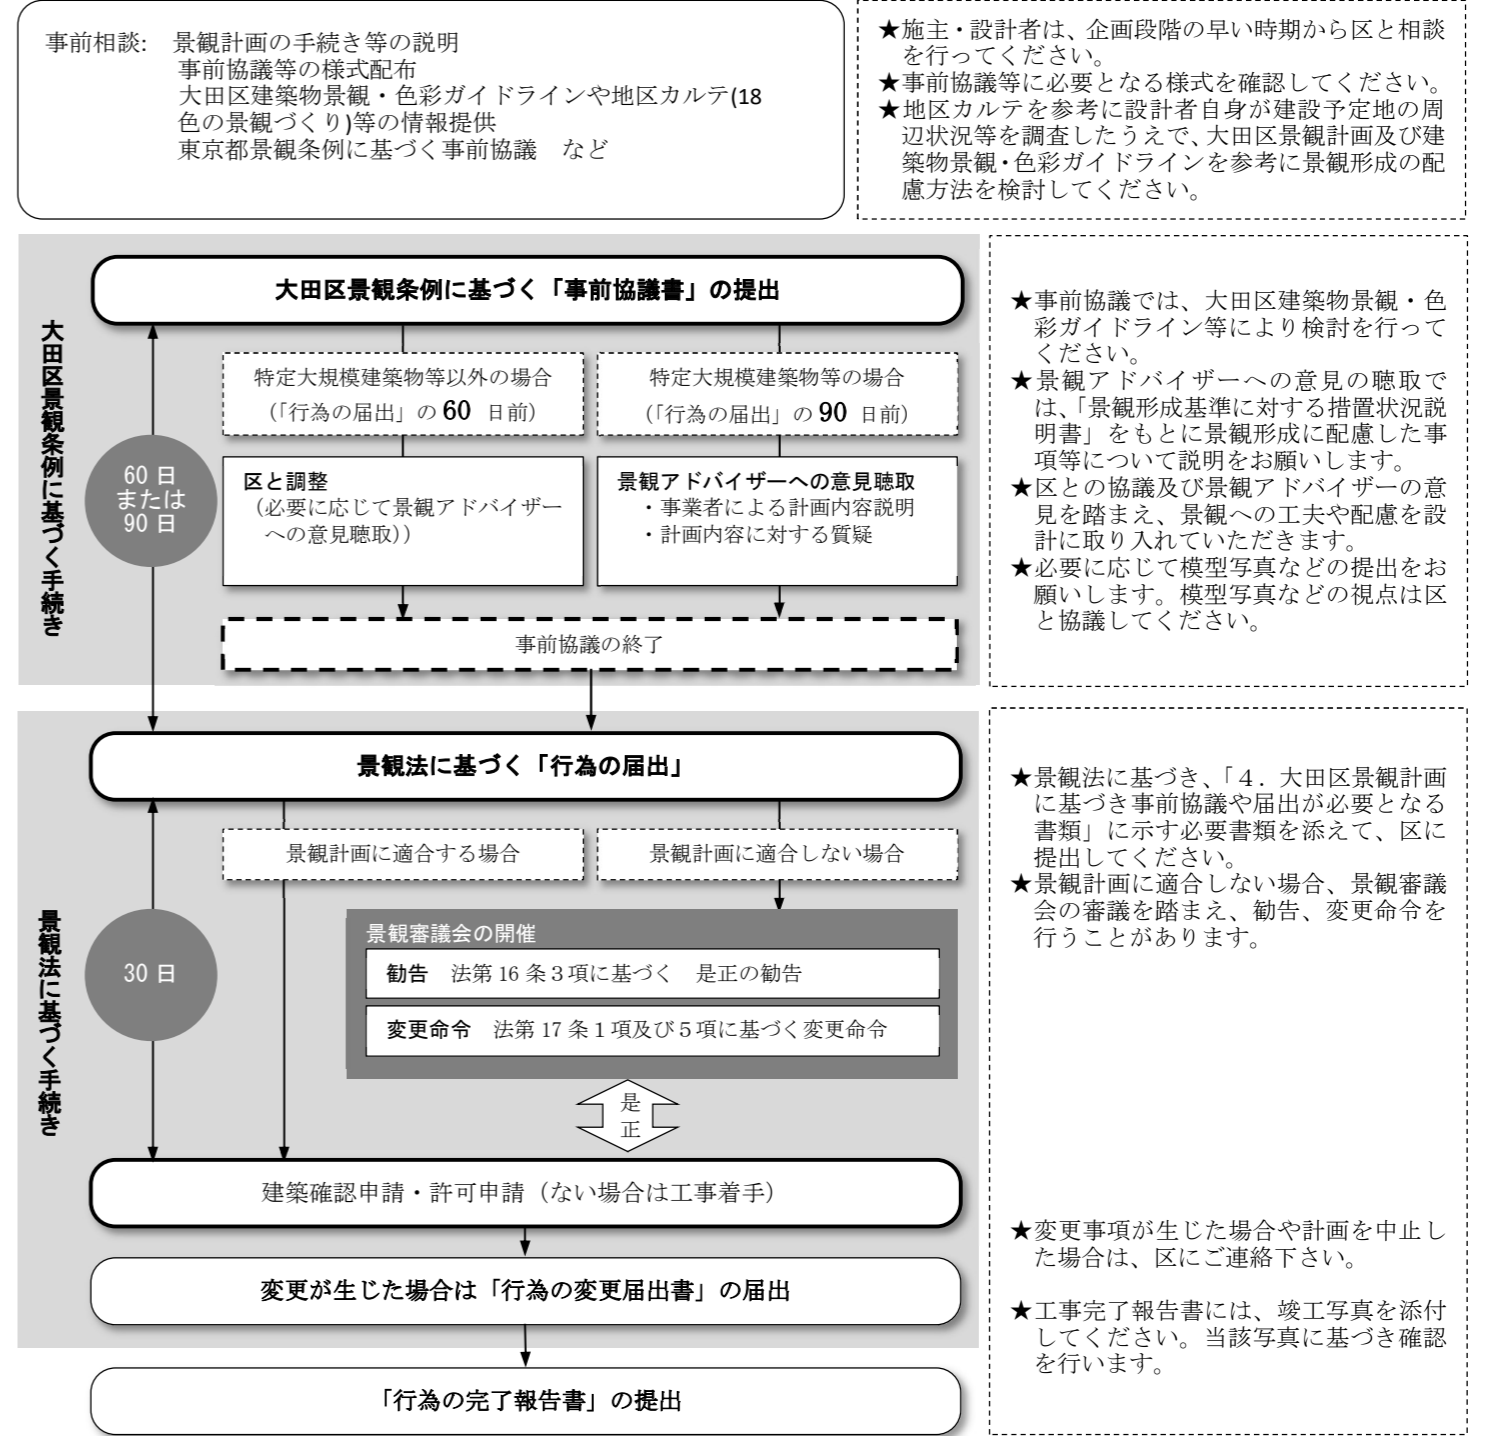 事前相談: 景観計画の手続き等の説明
事前協議等の様式配布
大田区建築物景観・色彩ガイドラインや地区カルテ(18
色の景観づくり)等の情報提供
東京都景観条例に基づく事前協議　など
★施主・設計者は、企画段階の早い時期から区と相談
を行ってください。
★事前協議等に必要となる様式を確認してください。
★地区カルテを参考に設計者自身が建設予定地の周
辺状況等を調査したうえで、大田区景観計画及び建
築物景観・色彩ガイドラインを参考に景観形成の配
慮方法を検討してください。
大田区景観条例に基づく手続き
大田区景観条例に基づく「事前協議書」の提出
60 日
または
90 日
特定大規模建築物等以外の場合
(「行為の届出」の 60 日前)
特定大規模建築物等の場合
(「行為の届出」の 90 日前)
区と調整
（必要に応じて景観アドバイザー
への意見聴取））
景観アドバイザーへの意見聴取
・事業者による計画内容説明
・計画内容に対する質疑
事前協議の終了
★事前協議では、大田区建築物景観・色
彩ガイドライン等により検討を行って
ください。
★景観アドバイザーへの意見の聴取で
は、「景観形成基準に対する措置状況説
明書」をもとに景観形成に配慮した事
項等について説明をお願いします。
★区との協議及び景観アドバイザーの意
見を踏まえ、景観への工夫や配慮を設
計に取り入れていただきます。
★必要に応じて模型写真などの提出をお
願いします。模型写真などの視点は区
と協議してください。
景観法に基づく手続き
景観法に基づく「行為の届出」
30 日
景観計画に適合する場合
景観計画に適合しない場合
景観審議会の開催
勧告　法第 16 条３項に基づく　是正の勧告
変更命令　法第 17 条１項及び５項に基づく変更命令
是
正
建築確認申請・許可申請（ない場合は工事着手）
変更が生じた場合は「行為の変更届出書」の届出
「行為の完了報告書」の提出
★景観法に基づき、「４．大田区景観計画
に基づき事前協議や届出が必要となる
書類」に示す必要書類を添えて、区に
提出してください。
★景観計画に適合しない場合、景観審議
会の審議を踏まえ、勧告、変更命令を
行うことがあります。
★変更事項が生じた場合や計画を中止し
た場合は、区にご連絡下さい。
★工事完了報告書には、竣工写真を添付
してください。当該写真に基づき確認
を行います。